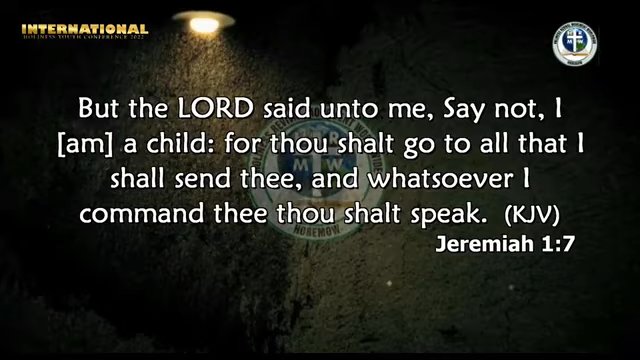 INTERNATIONAL
HOLINESS YOUTH CONFERENCE 2022
But the LORD said unto me, Say not, I
[am] a child: for thou shalt go to all that I
shall send thee, and whatsoever I
command thee thou shalt speak. (KJV)
Jeremiah 1:7
HOREMOW